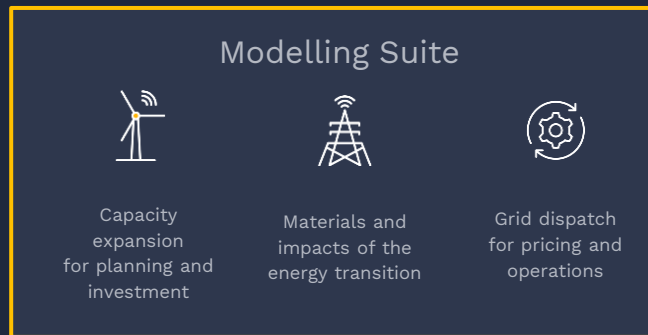 Modelling Suite
Capacity
expansion
for planning and
investment
Materials and
impacts of the
energy transition
Grid dispatch
for pricing and
operations